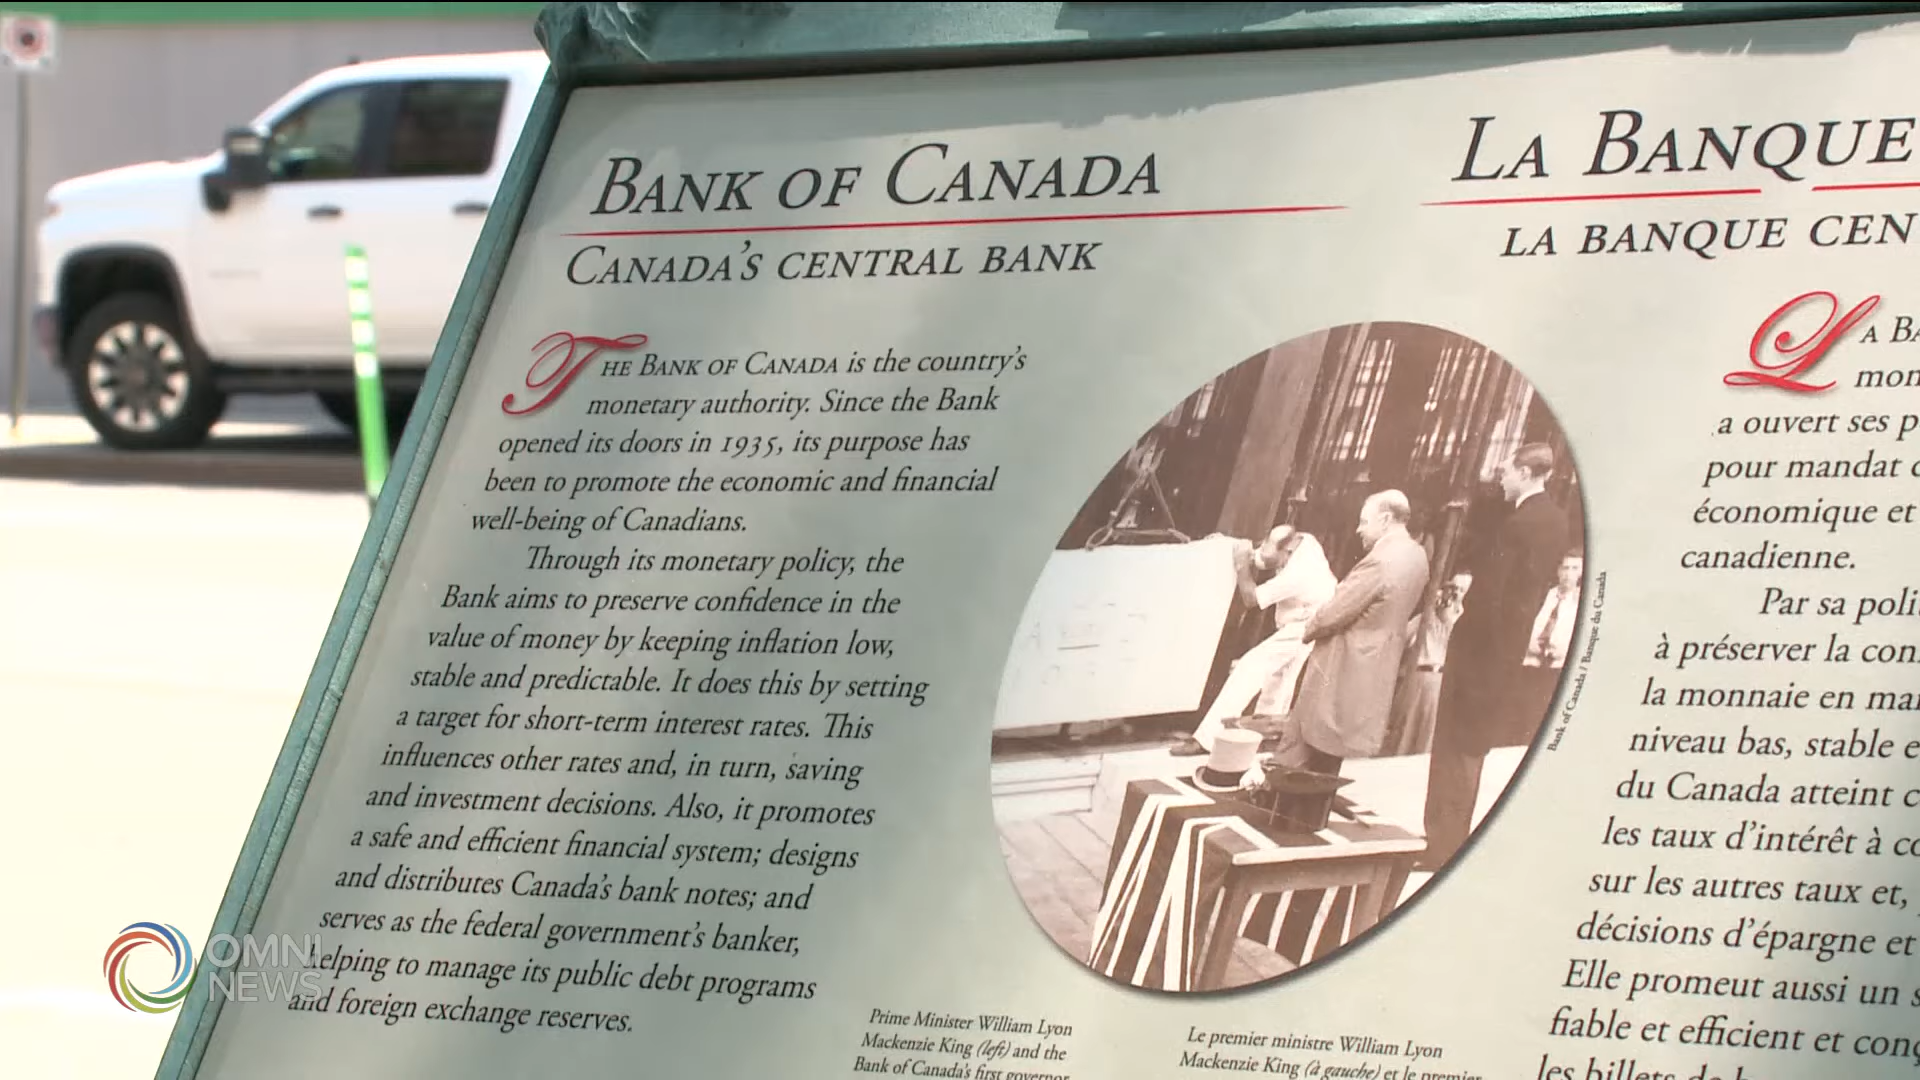 BANK OF CANADA
CANADA'S CENTRAL BANK
THE BANK OF CANADA is the country's
monetary authority. Since the Bank
opened its doors in 1935, its purpose has
been to promote the economic and financial
well-being of Canadians.
Through its monetary policy, the
Bank aims to preserve confidence in the
value of money by keeping inflation low,
stable and predictable. It does this by setting
a target for short-term interest rates. This
influences other rates and, in turn, saving
and investment decisions. Also, it promotes
a safe and efficient financial system; designs
and distributes Canada's bank notes; and
serves as the federal government's banker,
helping to manage its public debt programs
and foreign exchange reserves.
Prime Minister William Lyon
Mackenzie King (left) and the
Bank of Canada's first governor
Bank of Canada / Banque du Canada
Le premier ministre William Lyon
Mackenzie King (à gauche) et le premier
LA BANQUE
LA BANQUE CEN
LA BA
mon
a ouvert ses p
pour mandat
économique et
canadienne.
Par sa poli
à préserver la con
la monnaie en mai
niveau bas, stable e
du Canada atteint c
les taux d'intérêt à co
sur les autres taux et,
décisions d'épargne et
Elle promeut aussi un s
fiable et efficient et conç
les billets de b
OMNI
NEWS